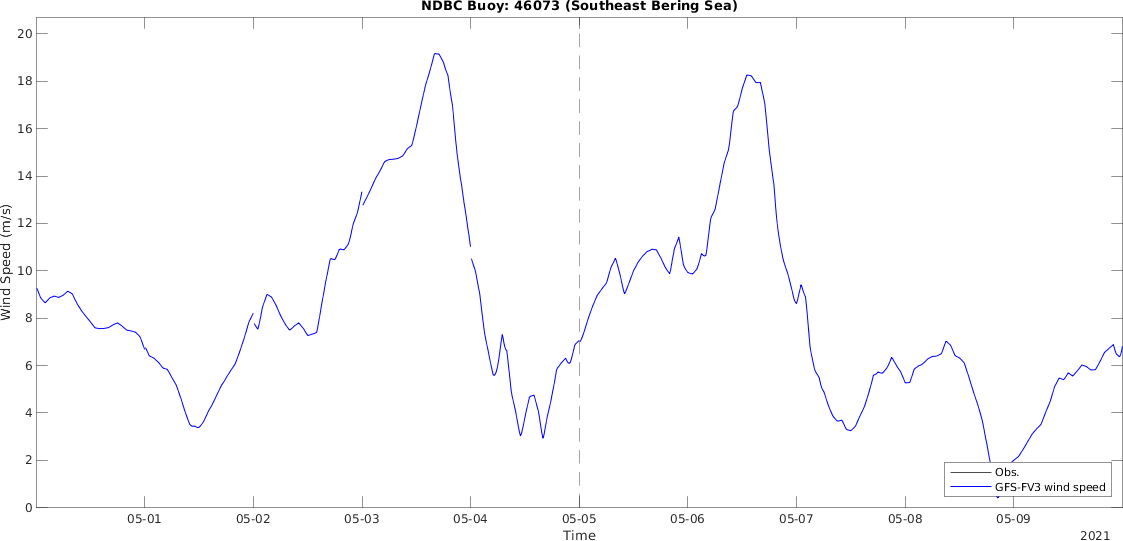 NDBC Buoy: 46073 (Southeast Bering Sea)
20
18
16
14
12
10
8
6
4
2
0
Wind Speed (m/s)
Obs.
GFS-FV3 wind speed
05-01 05-02 05-03 05-04 05-05 05-06 05-07 05-08 05-09
Time
2021